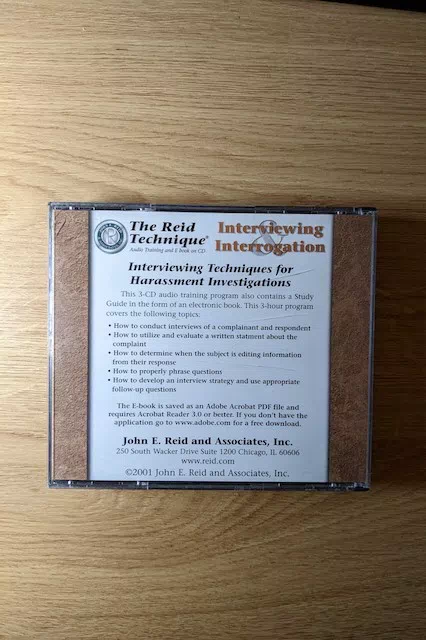 The Reid
Technique®
Audio Training and E book on CD
Interviewing
&
Interrogation
Interviewing Techniques for
Harassment Investigations
This 3-CD audio training program also contains a Study
Guide in the form of an electronic book. This 3-hour program
covers the following topics:
• How to conduct interviews of a complainant and respondent
• How to utilize and evaluate a written statment about the
complaint
• How to determine when the subject is editing information
from their response
• How to properly phrase questions
• How to develop an interview strategy and use appropriate
follow-up questions
The E-book is saved as an Adobe Acrobat PDF file and
requires Acrobat Reader 3.0 or better. If you don't have the
application go to www.adobe.com for a free download.
John E. Reid and Associates, Inc.
250 South Wacker Drive Suite 1200 Chicago, IL 60606
www.reid.com
©2001 John E. Reid and Associates, Inc.